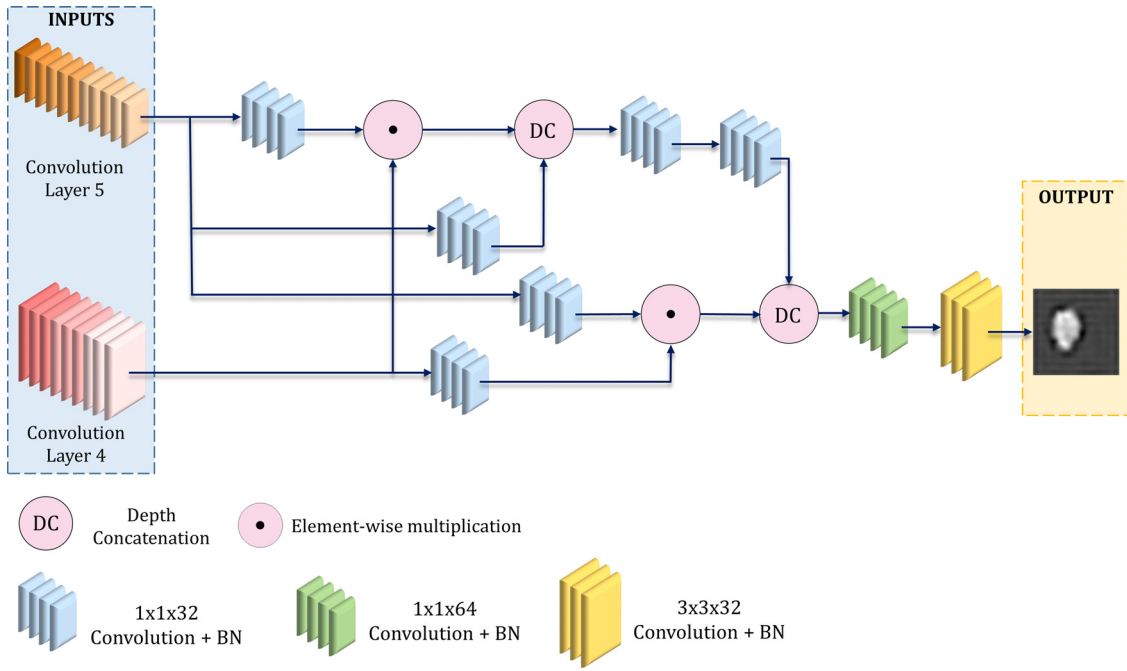 INPUTS
Convolution
Layer 5
DC
OUTPUT
DC
Convolution
Layer 4
DC
Depth
Concatenation
Element-wise multiplication
1x1x32
Convolution + BN
1x1x64
Convolution + BN
3x3x32
Convolution + BN